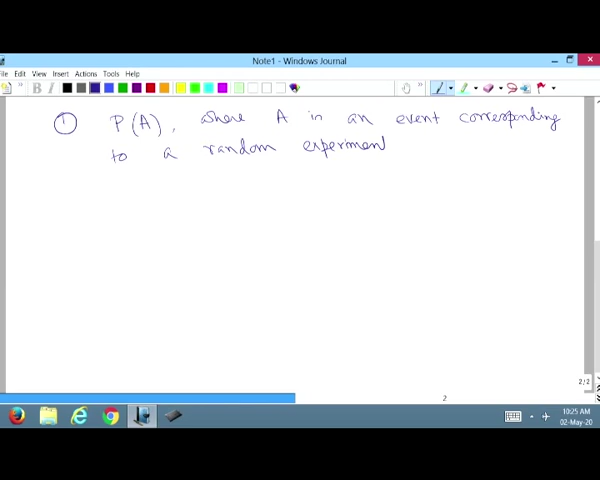 Note1 - Windows Journal
File Edit View Insert Actions Tools Help
B I
① P(A), where A is an event corresponding
to a random experimen
2/2
2
10:25 AM
02-May-20